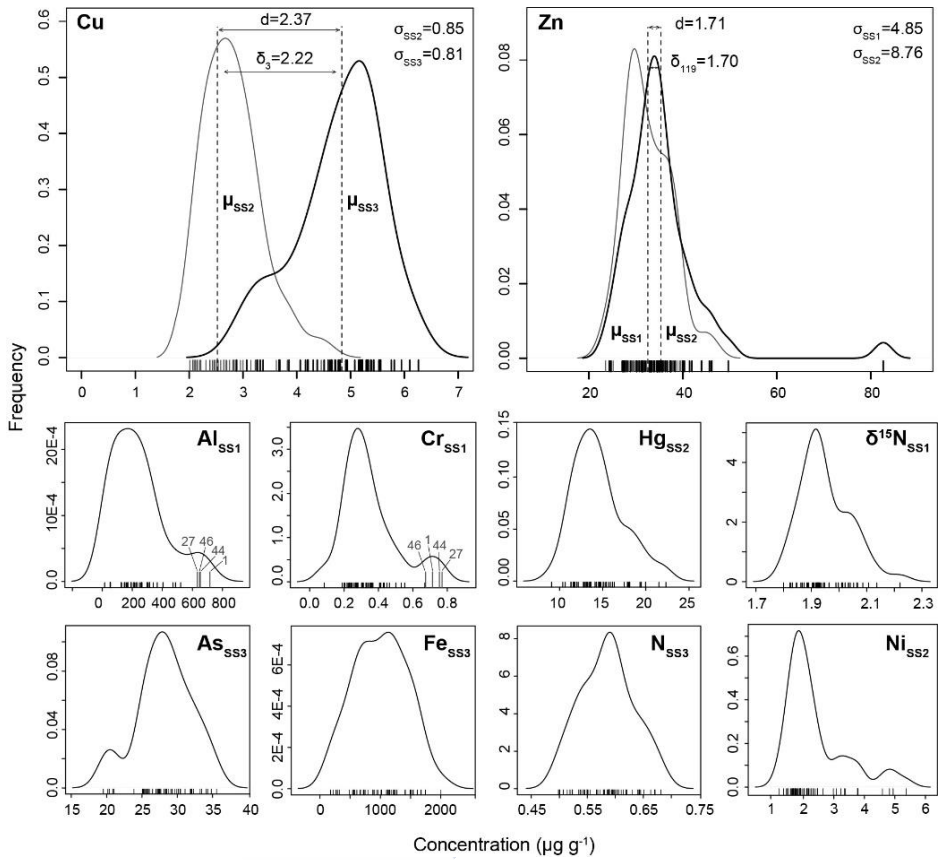 Cu
d=2.37
δ3=2.22
σSS2=0.85
σSS3=0.81
μSS2
μSS3
0.6
0.5
0.4
0.3
0.2
0.1
0.0
0 1 2 3 4 5 6 7
Zn
d=1.71
δ119=1.70
σSS1=4.85
σSS2=8.76
μSS1
μSS2
0.08
0.06
0.04
0.02
0.00
20 40 60 80
Frequency
AlSS1
20E-4
10E-4
0
27 46 44 1
0 200 400 600 800
CrSS1
3.0
2.0
1.0
0.0
46 1 44 27
0.0 0.2 0.4 0.6 0.8
HgSS2
0.15
0.10
0.05
0.00
10 15 20 25
δ15NSS1
4
2
0
1.7 1.9 2.1 2.3
AsSS3
0.08
0.04
0.0
15 20 25 30 35 40
FeSS3
6E-4
4E-4
2E-4
0.0
0 1000 2000
NSS3
8
6
4
2
0
0.45 0.55 0.65 0.75
NiSS2
0.6
0.4
0.2
0.0
1 2 3 4 5 6
Concentration (μg g-1)